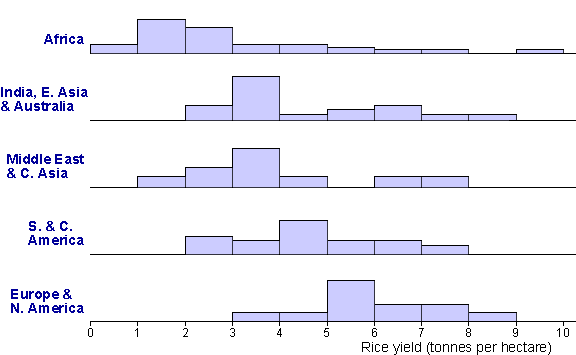 Africa
India, E. Asia
& Australia
Middle East
& C. Asia
S. & C.
America
Europe &
N. America
0 1 2 3 4 5 6 7 8 9 10
Rice yield (tonnes per hectare)